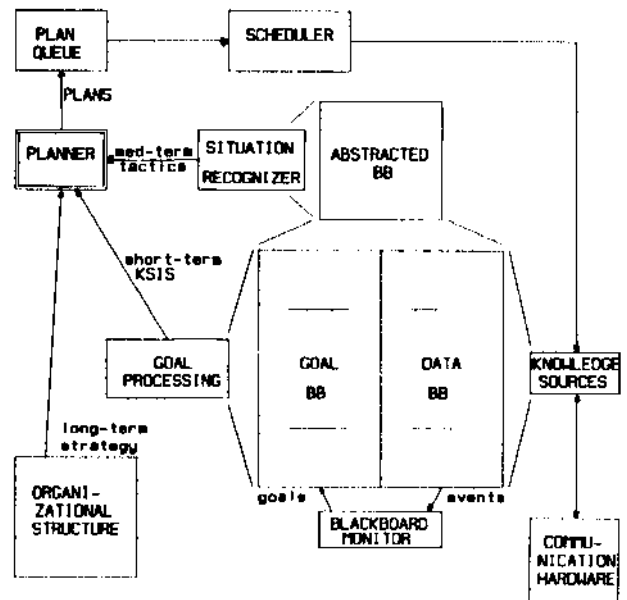 PLAN
QUEUE
SCHEDULER
PLANS
PLANNER
med-term
tactics
SITUATION
RECOGNIZER
ABSTRACTED
BB
short-term
KSIS
GOAL
PROCESSING
GOAL
BB
DATA
BB
KNOWLEDGE
SOURCES
long-term
strategy
goals
events
ORGANI-
ZATIONAL
STRUCTURE
BLACKBOARD
MONITOR
COMMU-
NICATION
HARDWARE